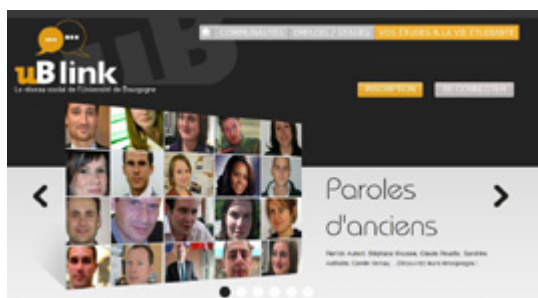 COMMUNAUTÉS EMPLOIS / STAGES VOS ÉTUDES & LA VIE ÉTUDIANTE
uBlink
Le réseau social de l'Université de Bourgogne
INSCRIPTION SE CONNECTER
Paroles
d'anciens